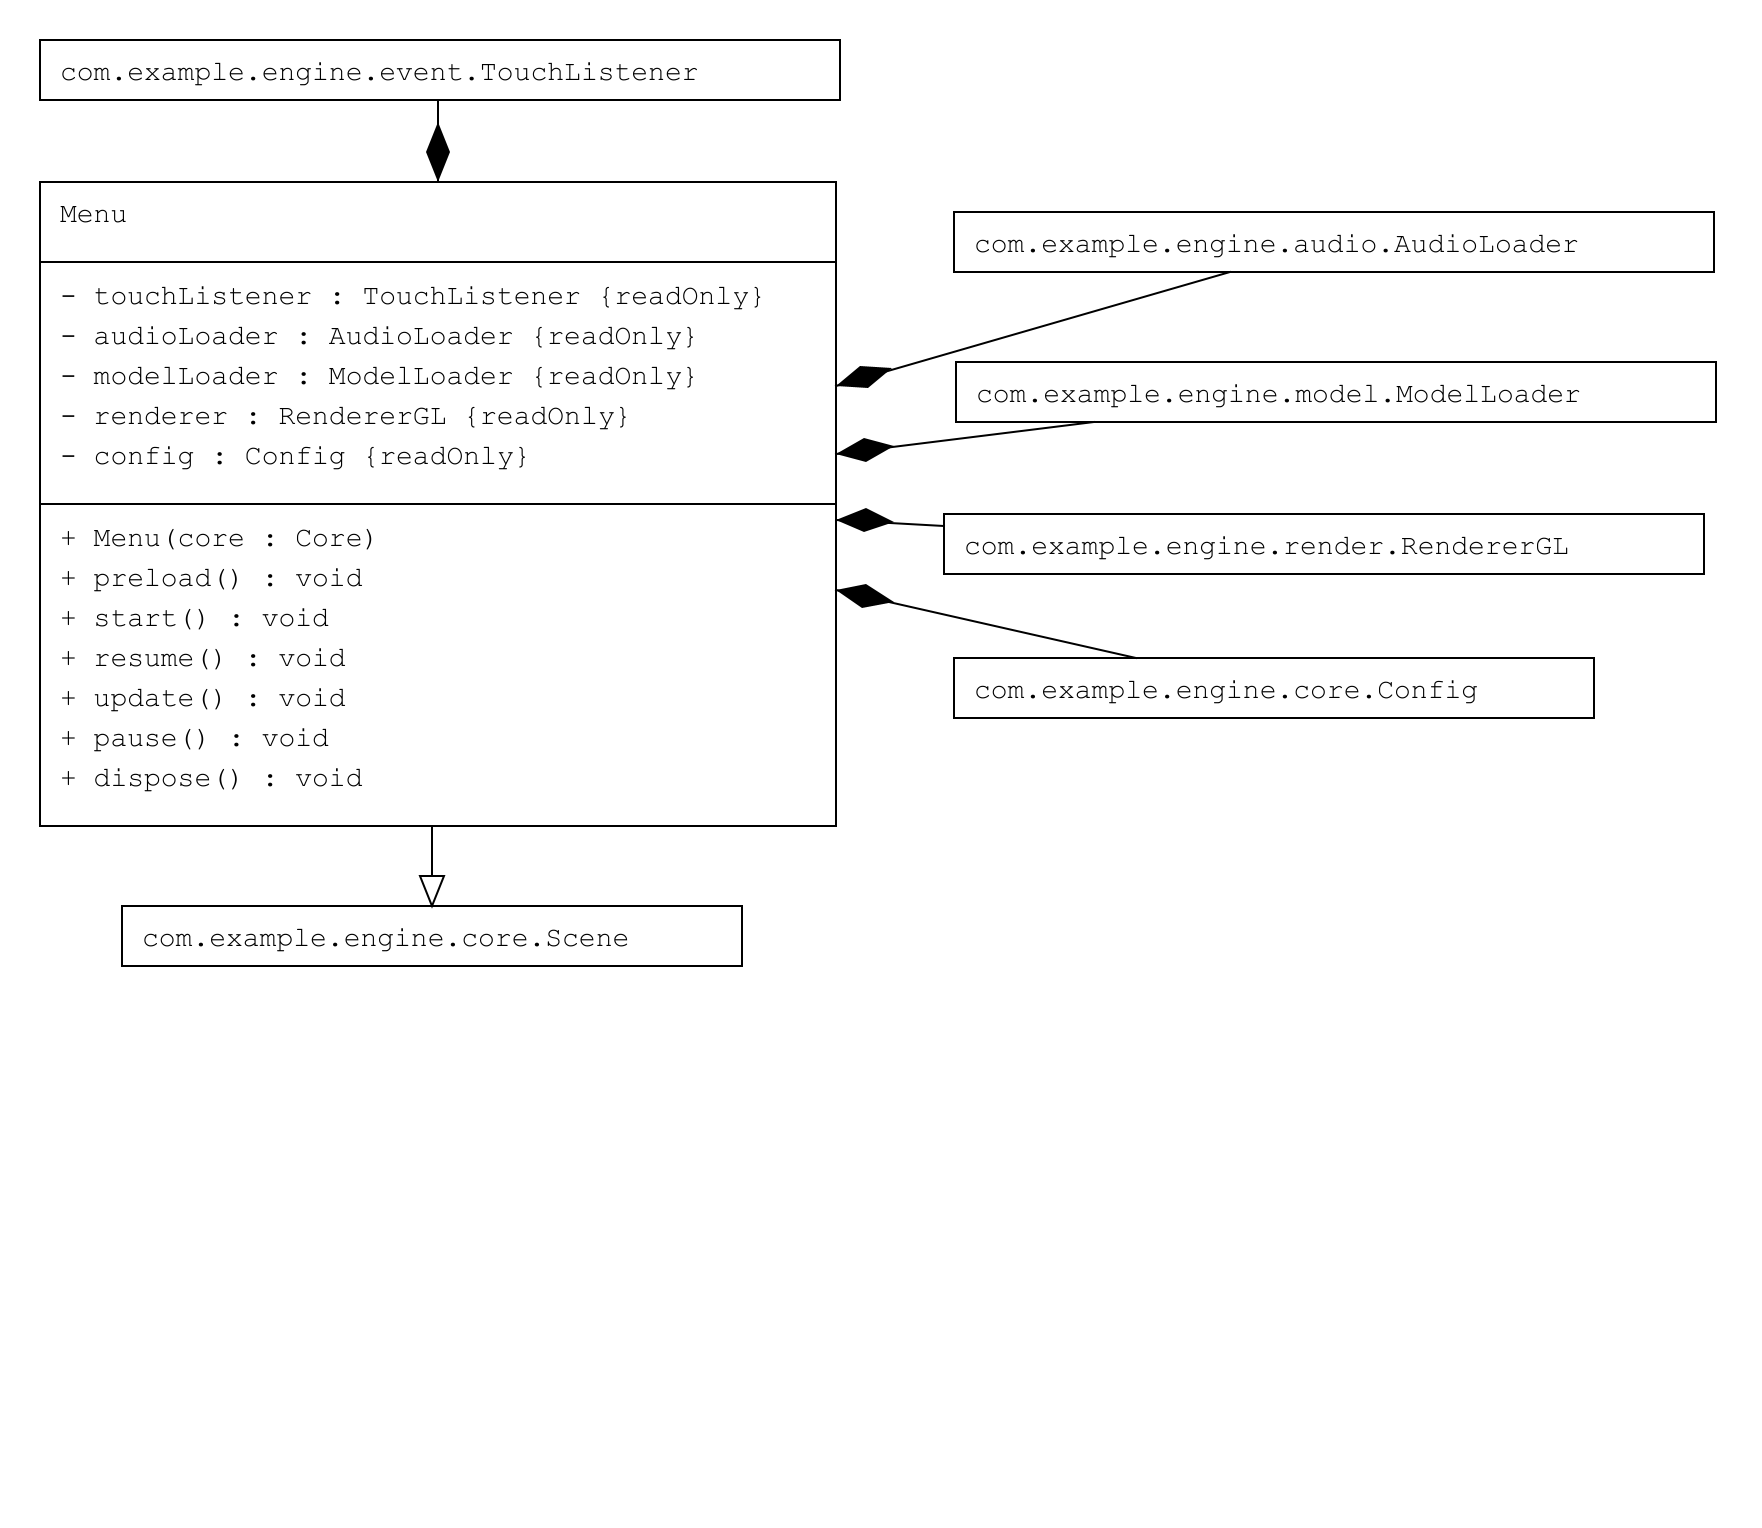 com.example.engine.event.TouchListener
Menu
- touchListener : TouchListener {readOnly}
- audioLoader : AudioLoader {readOnly}
- modelLoader : ModelLoader {readOnly}
- renderer : RendererGL {readOnly}
- config : Config {readOnly}
+ Menu(core : Core)
+ preload() : void
+ start() : void
+ resume() : void
+ update() : void
+ pause() : void
+ dispose() : void
com.example.engine.audio.AudioLoader
com.example.engine.model.ModelLoader
com.example.engine.render.RendererGL
com.example.engine.core.Config
com.example.engine.core.Scene